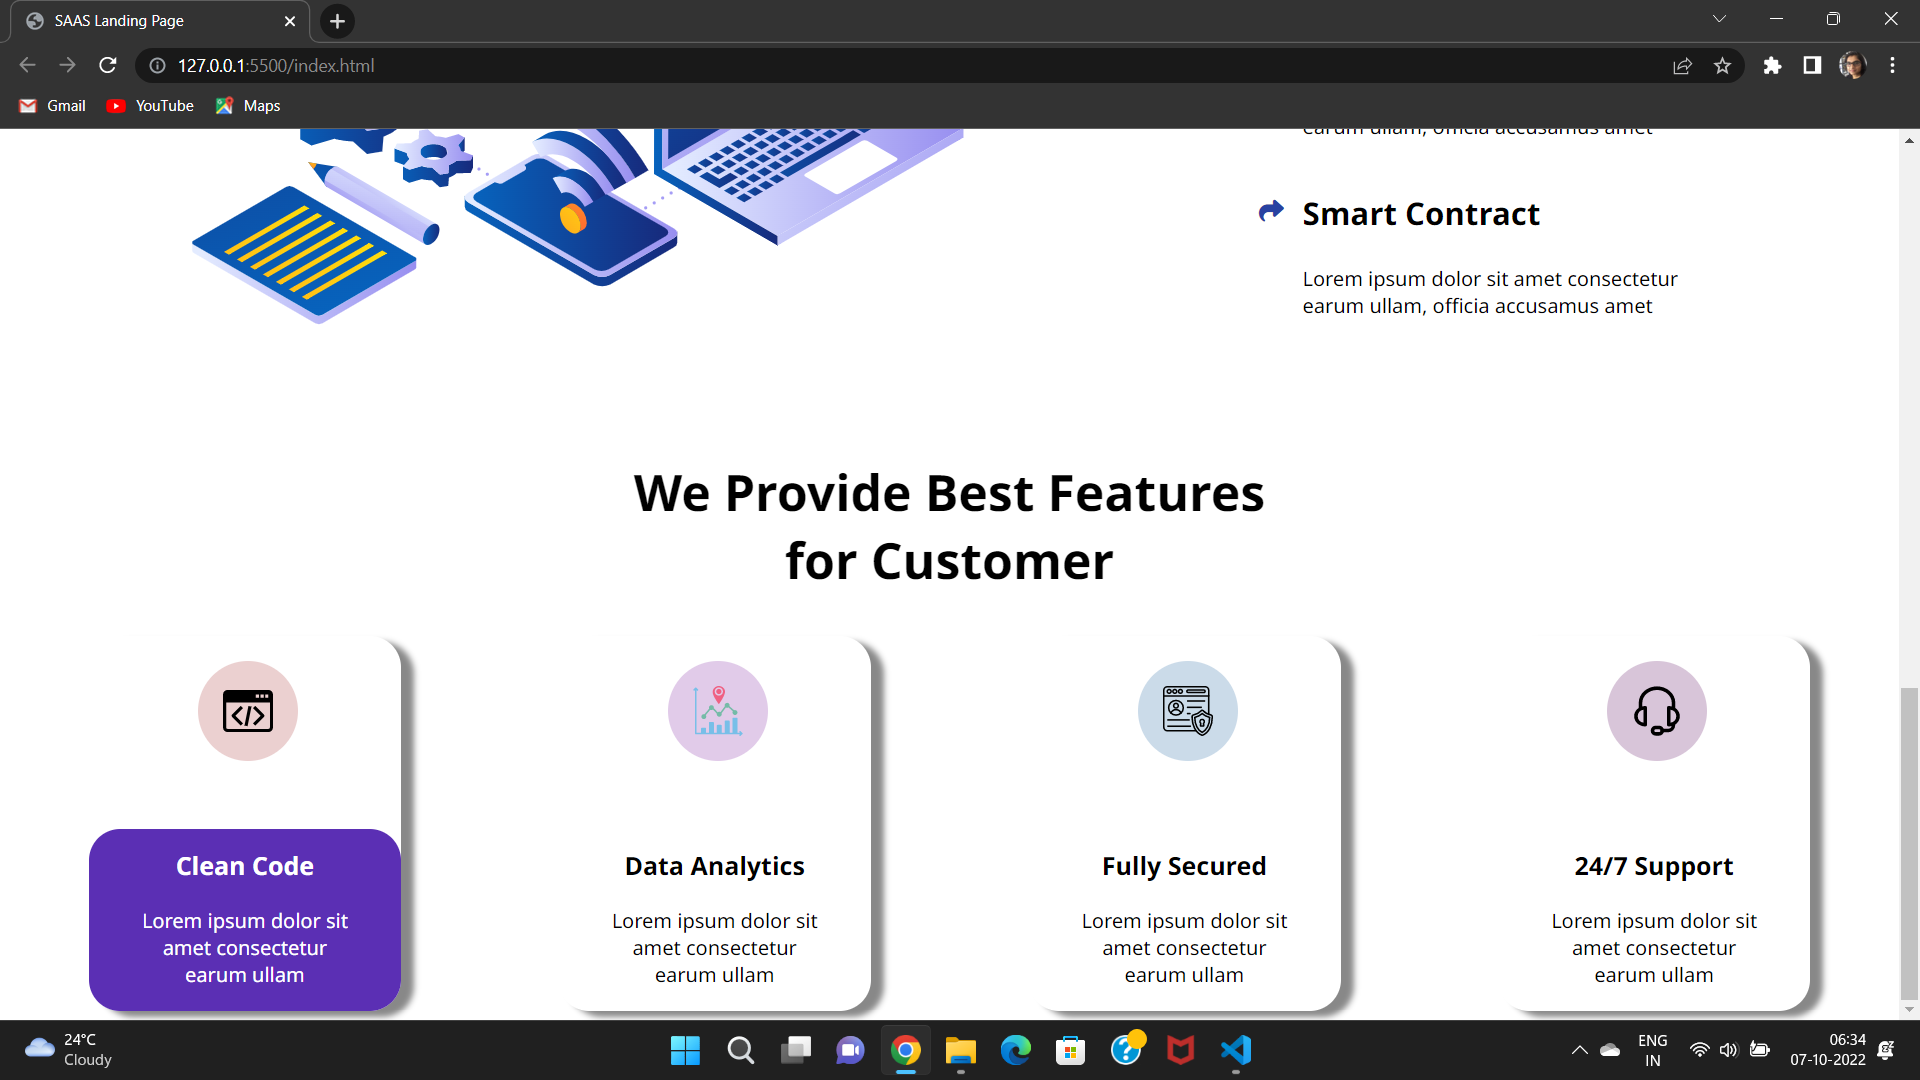 SAAS Landing Page
127.0.0.1:5500/index.html
Gmail
YouTube
Maps
earum ullam, officia accusamus amet
Smart Contract
Lorem ipsum dolor sit amet consectetur
earum ullam, officia accusamus amet
We Provide Best Features
for Customer
Clean Code
Lorem ipsum dolor sit
amet consectetur
earum ullam
Data Analytics
Lorem ipsum dolor sit
amet consectetur
earum ullam
Fully Secured
Lorem ipsum dolor sit
amet consectetur
earum ullam
24/7 Support
Lorem ipsum dolor sit
amet consectetur
earum ullam
24°C
Cloudy
ENG
IN
06:34
07-10-2022